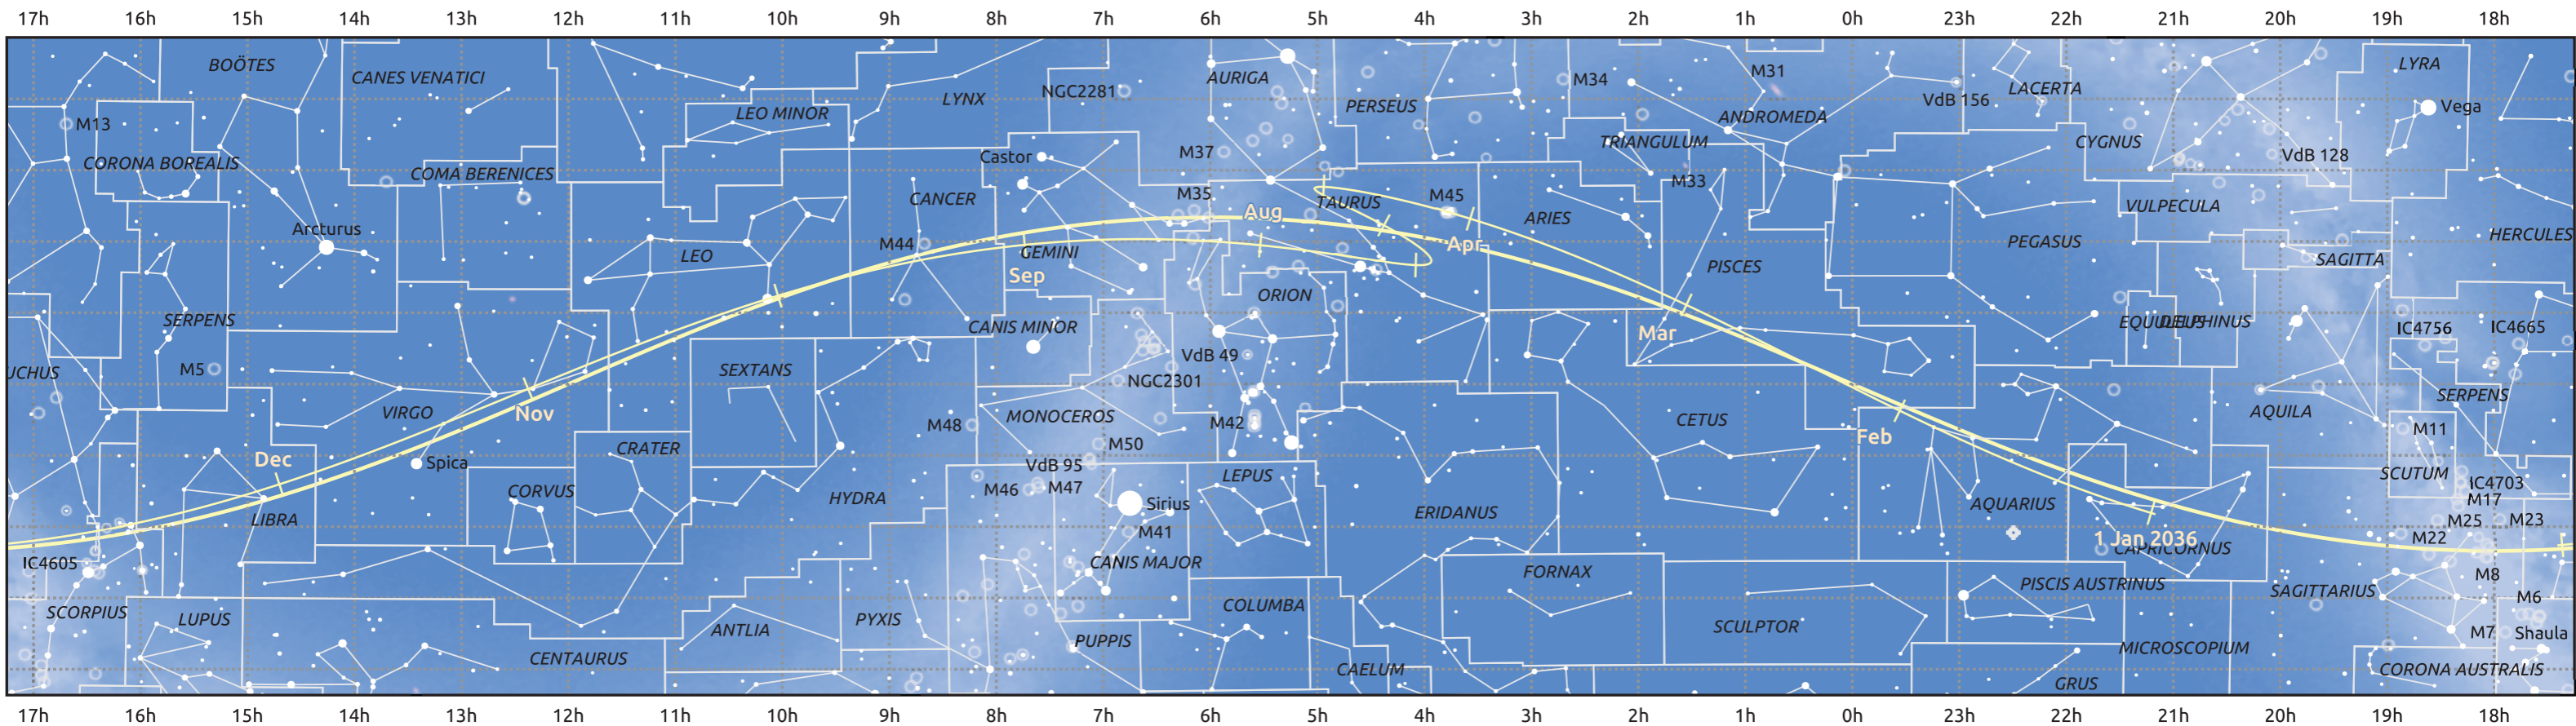 17h 16h 15h 14h 13h 12h 11h 10h 9h 8h 7h 6h 5h 4h 3h 2h 1h 0h 23h 22h 21h 20h 19h 18h
BOÖTES
CANES VENATICI
LEO MINOR
LYNX
NGC2281
AURIGA
PERSEUS
M34
M31
ANDROMEDA
VdB 156
LACERTA
CYGNUS
LYRA
Vega
M13
CORONA BOREALIS
COMA BERENICES
Castor
M37
TRIANGULUM
VdB 128
M33
CANCER
M35
TAURUS
M45
ARIES
VULPECULA
Arcturus
Aug
M44
GEMINI
Apr
PEGASUS
HERCULES
LEO
Sep
PISCES
SAGITTA
ORION
SERPENS
CANIS MINOR
Mar
EQUULEUS
DELPHINUS
IC4756
IC4665
UCHUS
M5
SEXTANS
VdB 49
NGC2301
VIRGO
Nov
MONOCEROS
M48
M42
CETUS
Feb
AQUILA
SERPENS
M11
M50
CRATER
Dec
Spica
VdB 95
LEPUS
SCUTUM
IC4703
CORVUS
HYDRA
M46
M47
Sirius
ERIDANUS
AQUARIUS
M17
LIBRA
M41
M25
M23
1 Jan 2036
CAPRICORNUS
M22
IC4605
CANIS MAJOR
FORNAX
PISCIS AUSTRINUS
M8
SAGITTARIUS
M6
SCORPIUS
LUPUS
ANTLIA
PYXIS
COLUMBA
SCULPTOR
M7
Shaula
PUPPIS
MICROSCOPIUM
CENTAURUS
CAELUM
GRUS
CORONA AUSTRALIS
17h 16h 15h 14h 13h 12h 11h 10h 9h 8h 7h 6h 5h 4h 3h 2h 1h 0h 23h 22h 21h 20h 19h 18h